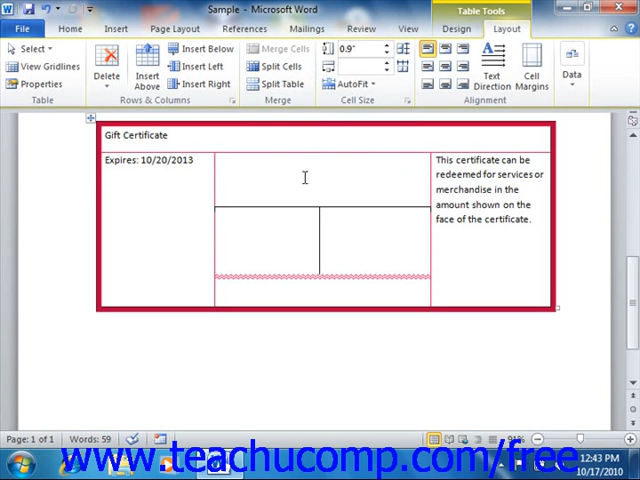 Sample - Microsoft Word
Table Tools
File Home Insert Page Layout References Mailings Review View Design Layout
Select
View Gridlines
Properties
Table
Delete
Insert Above
Insert Below
Insert Left
Insert Right
Rows & Columns
Merge Cells
Split Cells
Split Table
Merge
0.9"
AutoFit
Cell Size
Text Direction
Cell Margins
Alignment
Data
Gift Certificate
Expires: 10/20/2013
This certificate can be
redeemed for services or
merchandise in the
amount shown on the
face of the certificate.
Page: 1 of 1 Words: 59
91%
www.teachucomp.com/free
12:43 PM
10/17/2010